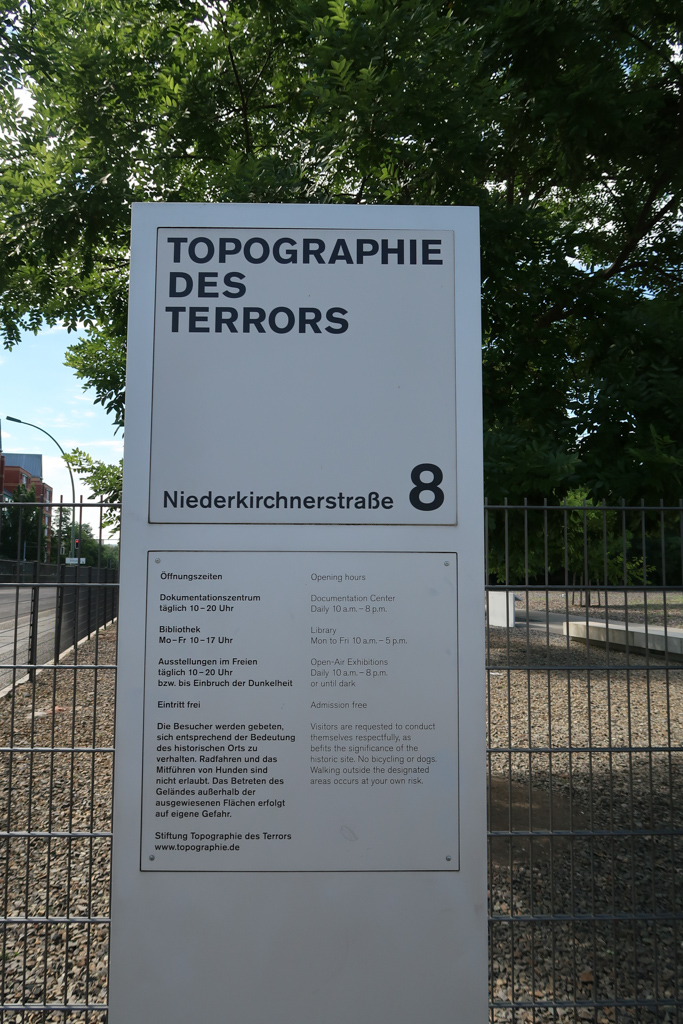 TOPOGRAPHIE
DES
TERRORS
Niederkirchnerstraße 8
Öffnungszeiten
Dokumentationszentrum
täglich 10–20 Uhr
Bibliothek
Mo–Fr 10–17 Uhr
Ausstellungen im Freien
täglich 10–20 Uhr
bzw. bis Einbruch der Dunkelheit
Eintritt frei
Die Besucher werden gebeten,
sich entsprechend der Bedeutung
des historischen Orts zu
verhalten. Radfahren und das
Mitführen von Hunden sind
nicht erlaubt. Das Betreten des
Geländes außerhalb der
ausgewiesenen Flächen erfolgt
auf eigene Gefahr.
Stiftung Topographie des Terrors
www.topographie.de
Opening hours
Documentation Center
Daily 10 a.m.–8 p.m.
Library
Mon to Fri 10 a.m.–5 p.m.
Open-Air Exhibitions
Daily 10 a.m.–8 p.m.
or until dark
Admission free
Visitors are requested to conduct
themselves respectfully, as
befits the significance of the
historic site. No bicycling or dogs.
Walking outside the designated
areas occurs at your own risk.